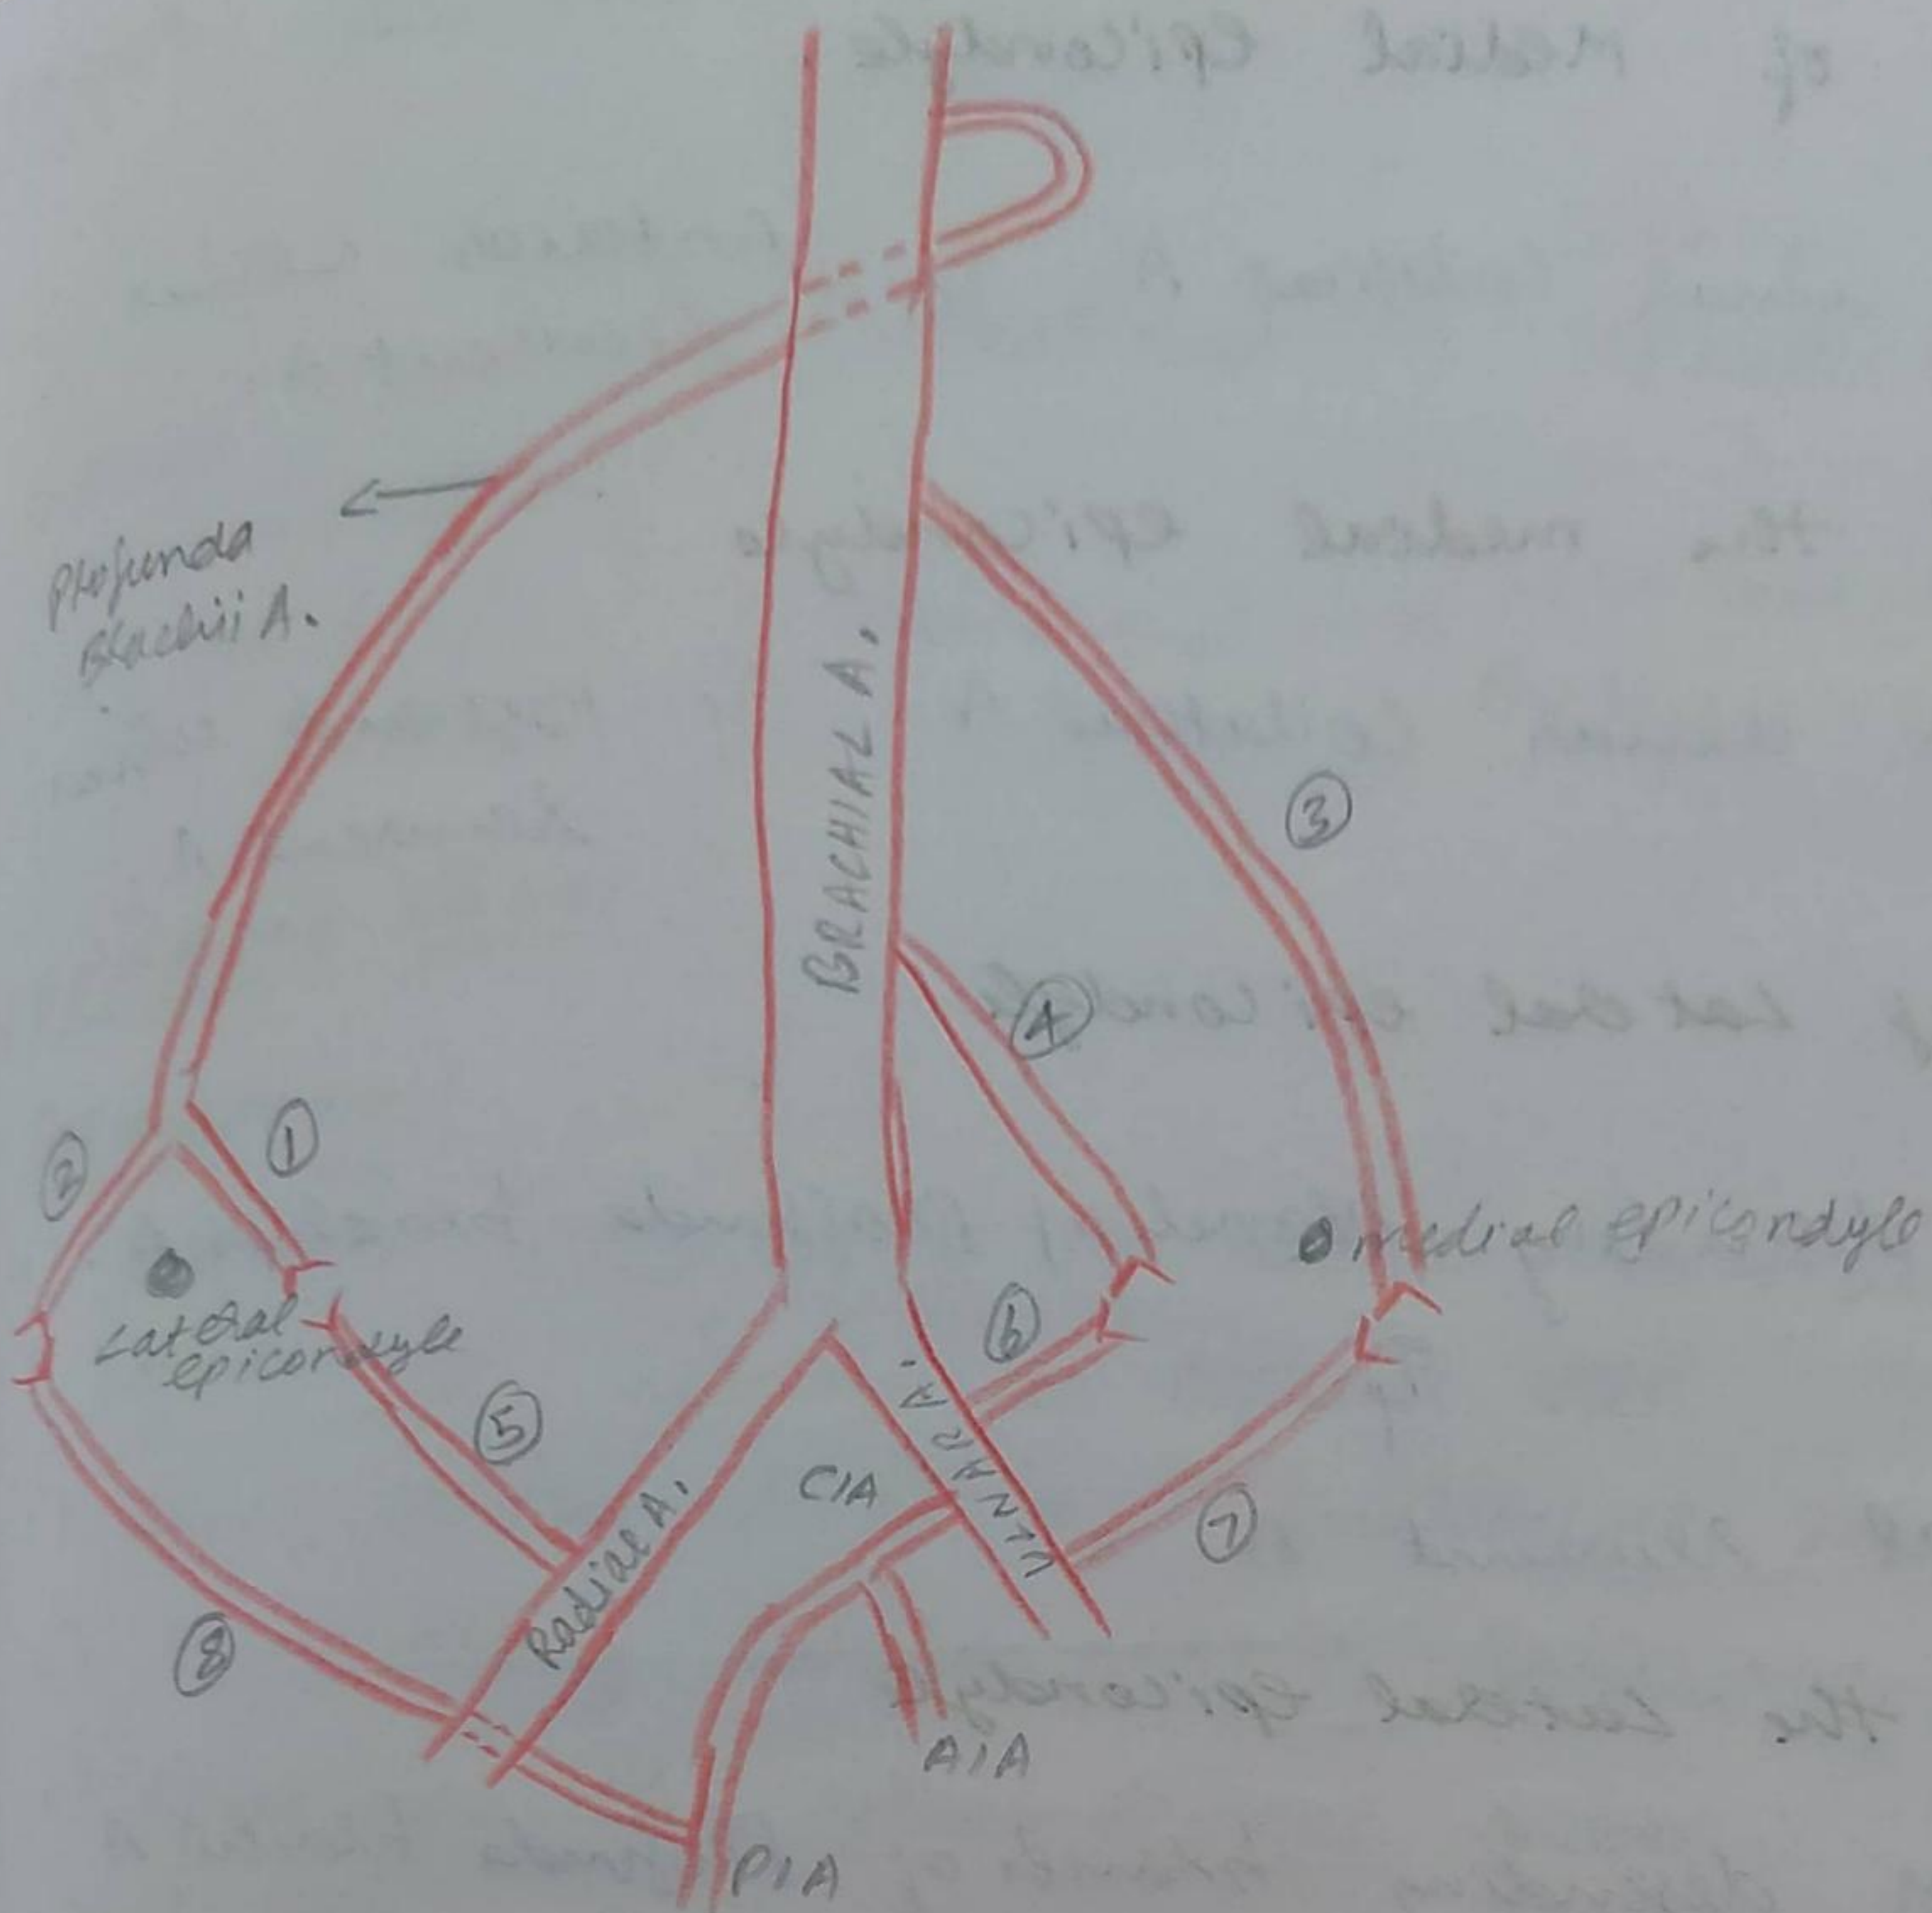 Profunda
Brachii A.
BRACHIAL A.
③
④
①
②
medial epicondyle
Lateral
epicondyle
⑥
⑤
CIA
ULNAR A.
Radial A.
⑦
⑧
AIA
PIA